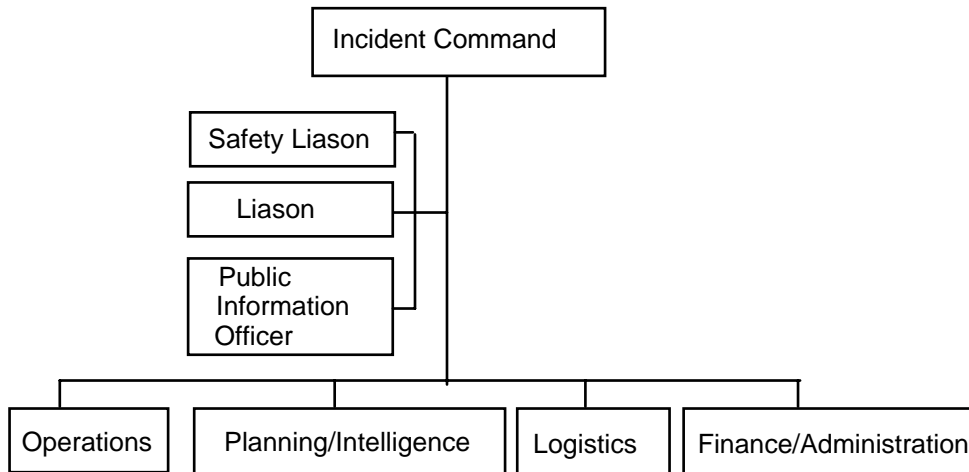 Incident Command
Safety Liason
Liason
Public
Information
Officer
Operations
Planning/Intelligence
Logistics
Finance/Administration